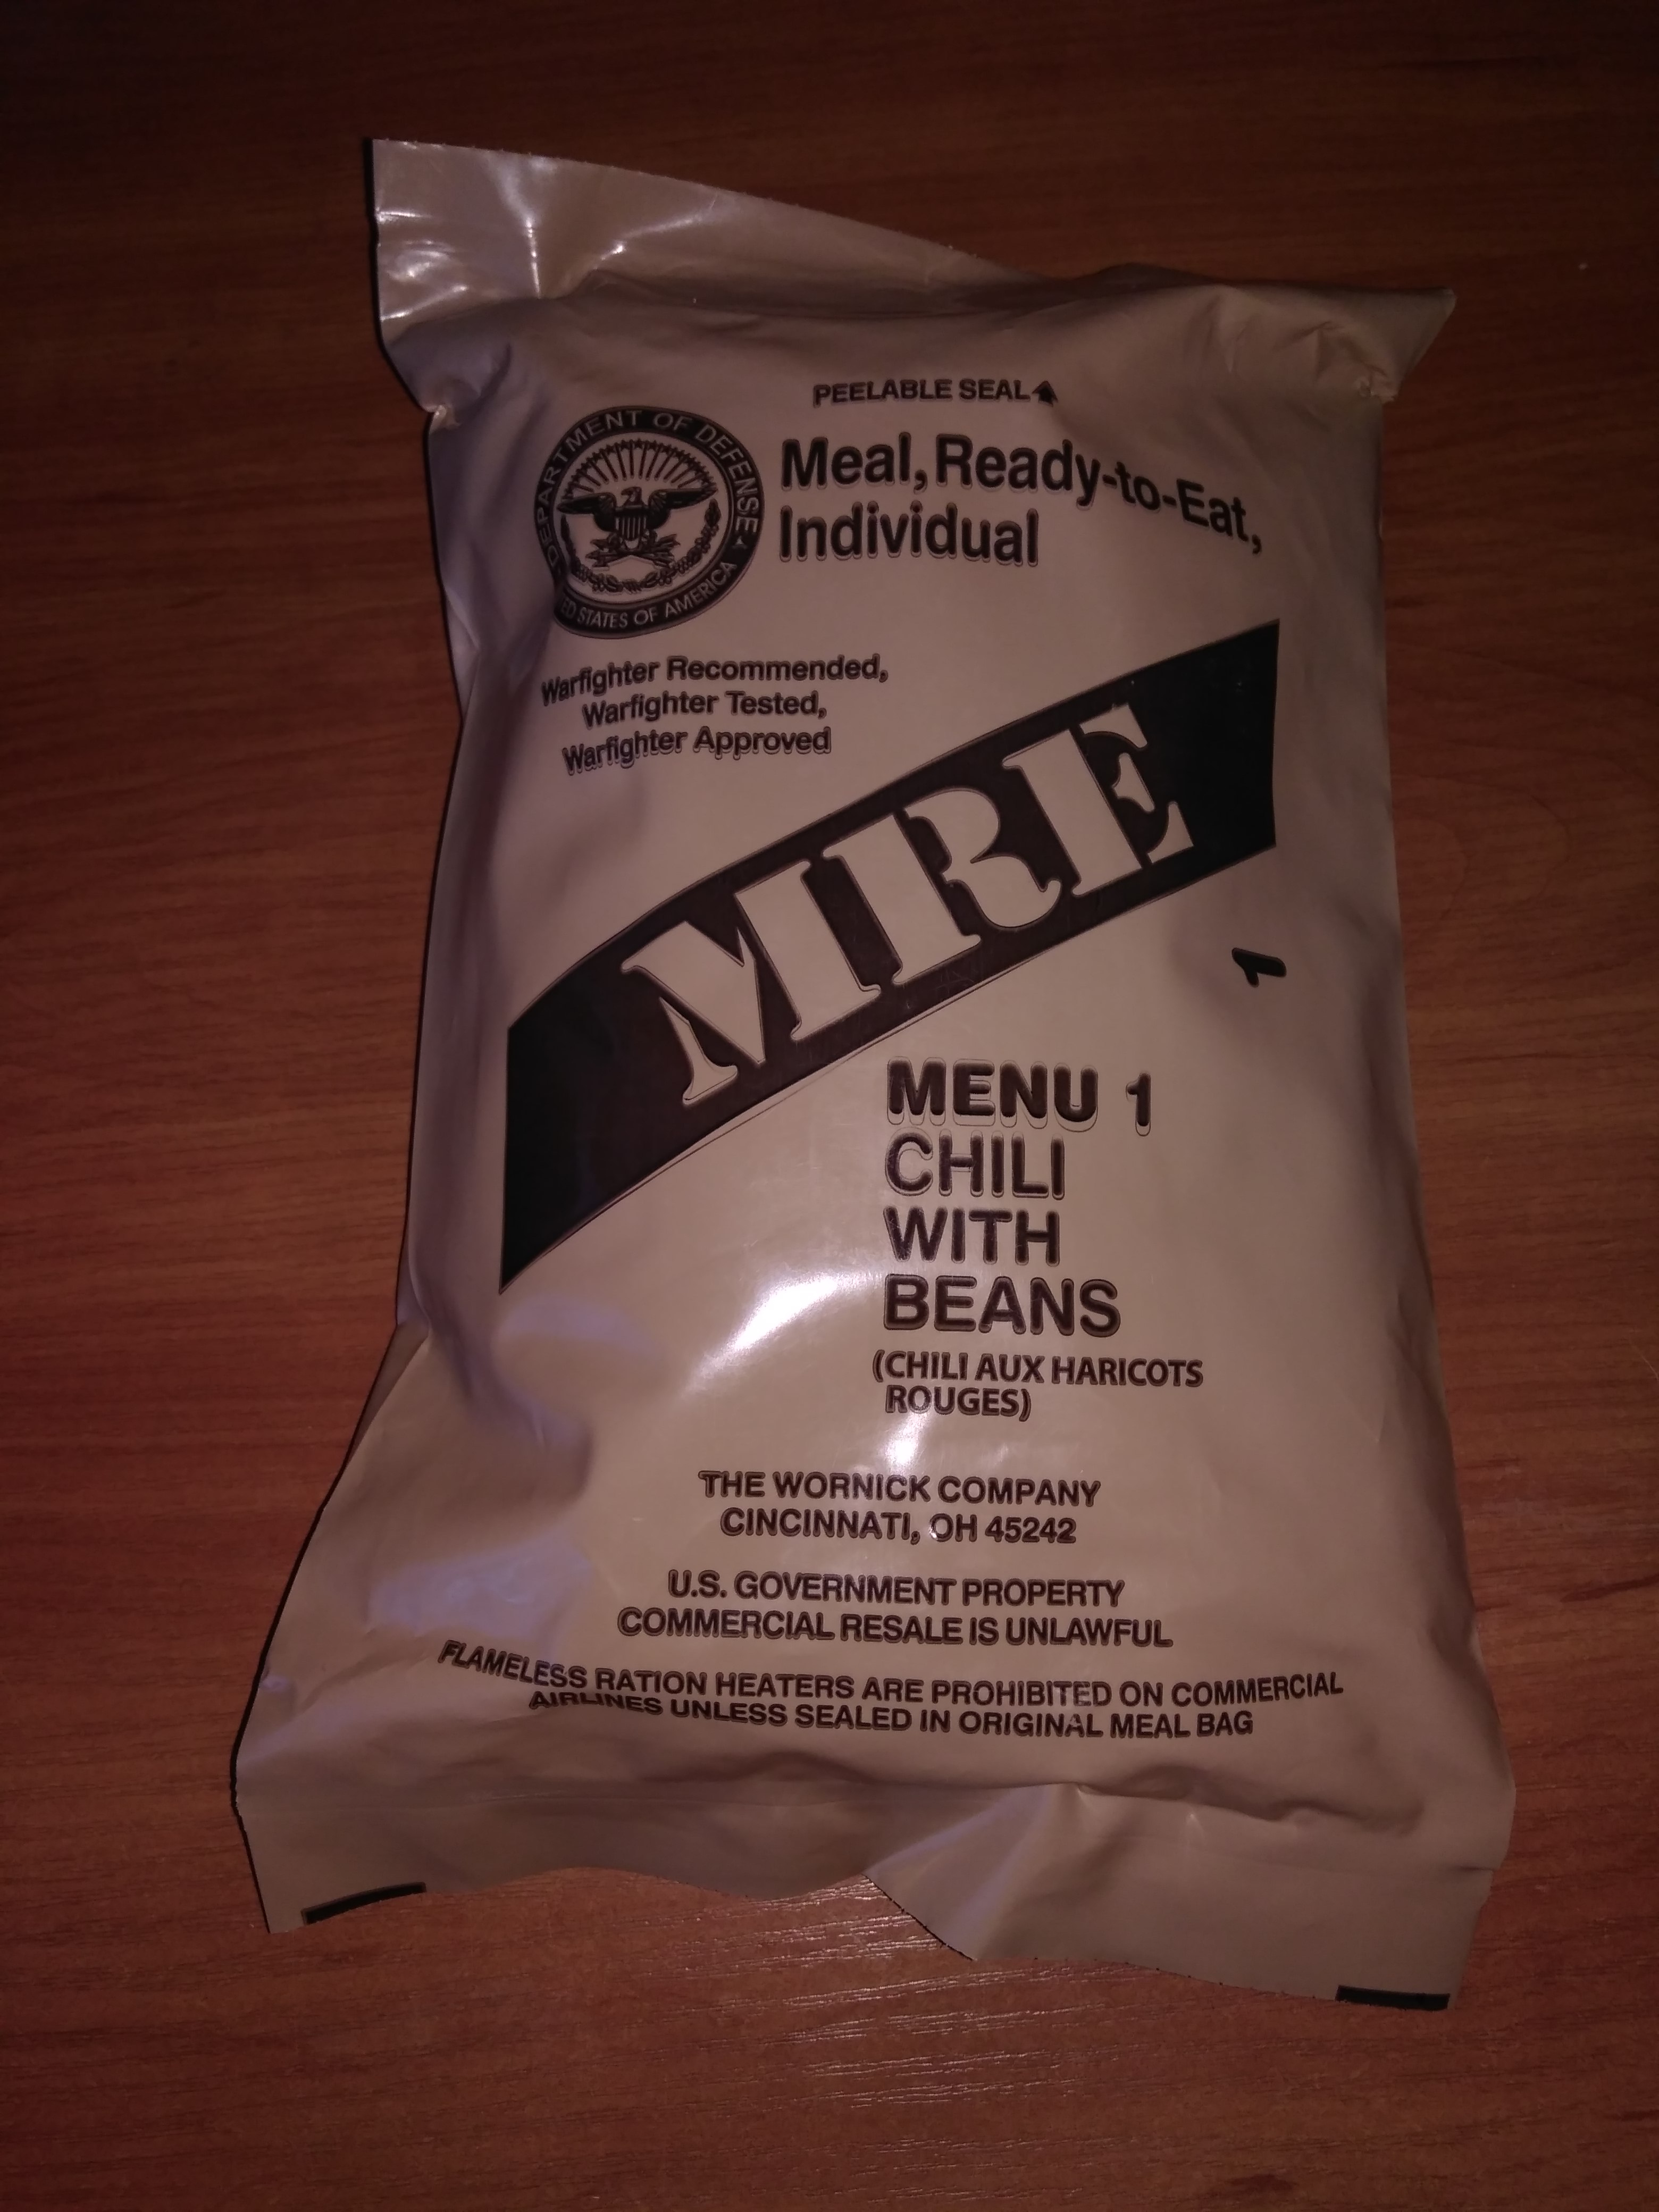 PEELABLE SEAL
DEPARTMENT OF DEFENSE
STATES OF AMERICA
Meal, Ready-to-Eat,
Individual
Warfighter Recommended,
Warfighter Tested,
Warfighter Approved
MRE
1
MENU 1
CHILI
WITH
BEANS
(CHILI AUX HARICOTS
ROUGES)
THE WORNICK COMPANY
CINCINNATI, OH 45242
U.S. GOVERNMENT PROPERTY
COMMERCIAL RESALE IS UNLAWFUL
FLAMELESS RATION HEATERS ARE PROHIBITED ON COMMERCIAL
AIRLINES UNLESS SEALED IN ORIGINAL MEAL BAG